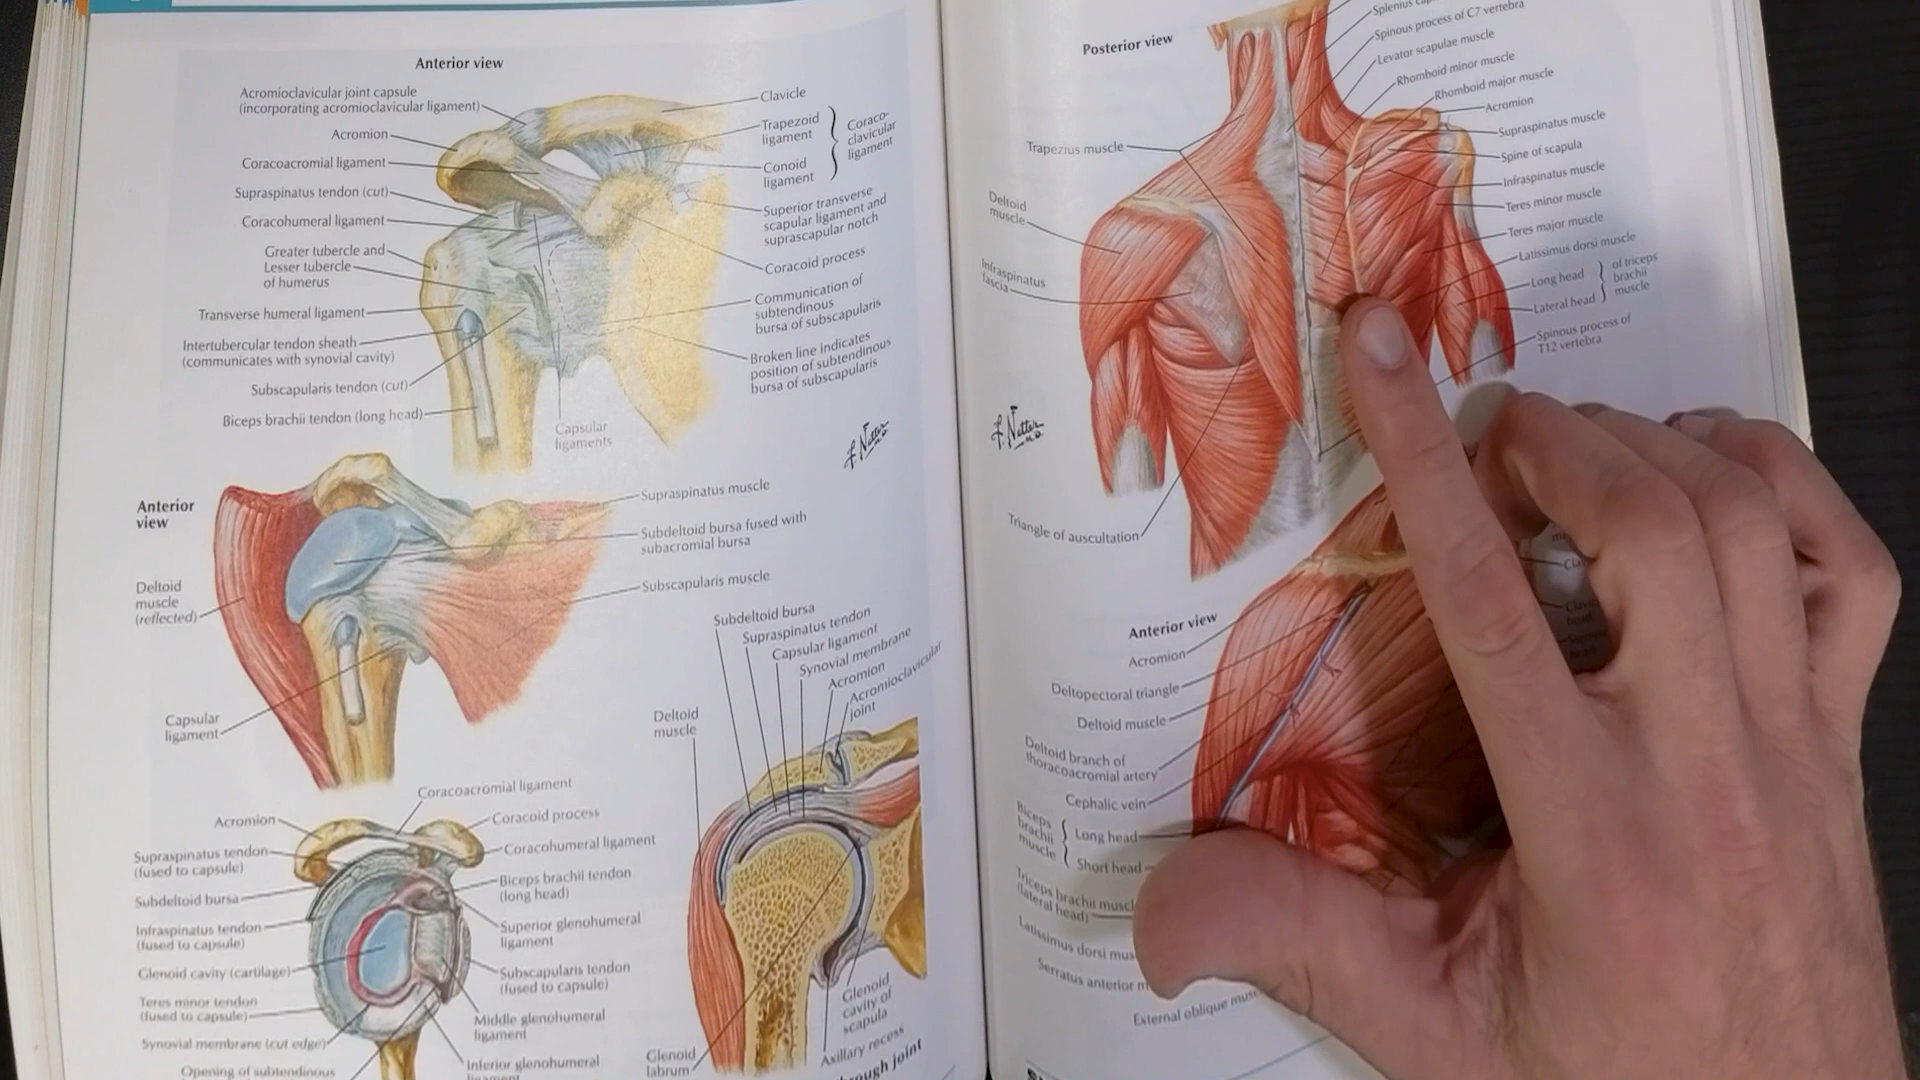 Anterior view
Acromioclavicular joint capsule
(incorporating acromioclavicular ligament)
Acromion
Coracoacromial ligament
Supraspinatus tendon (cut)
Coracohumeral ligament
Greater tubercle and
Lesser tubercle
of humerus
Transverse humeral ligament
Intertubercular tendon sheath
(communicates with synovial cavity)
Subscapularis tendon (cut)
Biceps brachii tendon (long head)
Clavicle
Trapezoid
ligament
Conoid
ligament
Coraco-
clavicular
ligament
Superior transverse
scapular ligament and
suprascapular notch
Coracoid process
Communication of
subtendinous
bursa of subscapularis
Broken line indicates
position of subtendinous
bursa of subscapularis
Capsular
ligaments
F. Netter
M.D.
Anterior
view
Deltoid
muscle
(reflected)
Capsular
ligament
Supraspinatus muscle
Subdeltoid bursa fused with
subacromial bursa
Subscapularis muscle
Coracoacromial ligament
Acromion
Coracoid process
Supraspinatus tendon
(fused to capsule)
Coracohumeral ligament
Subdeltoid bursa
Biceps brachii tendon
(long head)
Infraspinatus tendon
(fused to capsule)
Superior glenohumeral
ligament
Glenoid cavity (cartilage)
Subscapularis tendon
(fused to capsule)
Teres minor tendon
(fused to capsule)
Middle glenohumeral
ligament
Synovial membrane (cut edge)
Inferior glenohumeral
ligament
Opening of subtendinous
Subdeltoid bursa
Supraspinatus tendon
Capsular ligament
Synovial membrane
Acromion
Acromioclavicular
joint
Deltoid
muscle
Glenoid
labrum
Glenoid
cavity of
scapula
Axillary recess
joint
Posterior view
Splenius
Spinous process of C7 vertebra
Levator scapulae muscle
Rhomboid minor muscle
Rhomboid major muscle
Acromion
Supraspinatus muscle
Spine of scapula
Infraspinatus muscle
Teres minor muscle
Teres major muscle
Latissimus dorsi muscle
Long head
Lateral head
of triceps
brachii
muscle
Spinous process of
T12 vertebra
Trapezius muscle
Deltoid
muscle
Infraspinatus
fascia
F. Netter
M.D.
Triangle of auscultation
Anterior view
Acromion
Deltopectoral triangle
Deltoid muscle
Deltoid branch of
thoracoacromial artery
Cephalic vein
Biceps
brachii
muscle
Long head
Short head
Triceps brachii
(lateral head)
Latissimus dorsi
Serratus anterior
External oblique